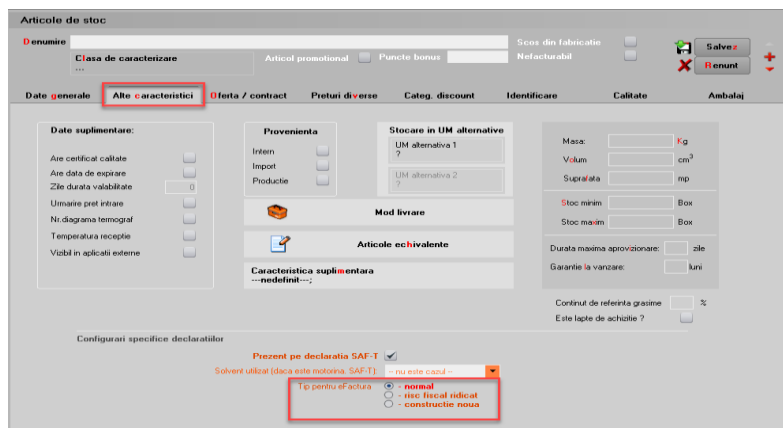 Articole de stoc
Denumire
Clasa de caracterizare
...
Articol promotional
Puncte bonus
Scos din fabricatie
Nefacturabil
Salvez
Renunt
Date generale
Alte caracteristici
Oferta / contract
Preturi diverse
Categ. discount
Identificare
Calitate
Ambalaj
Date suplimentare:
Are certificat calitate
Are data de expirare
Zile durata valabilitate 0
Urmarire pret intrare
Nr.diagrama termograf
Temperatura receptie
Vizibil in aplicatii externe
Provenienta
Intern
Import
Productie
Stocare in UM alternative
UM alternativa 1
?
UM alternativa 2
?
Mod livrare
Articole echivalente
Caracteristica suplimentara
---nedefinit---;
Masa: Kg
Volum cm3
Suprafata mp
Stoc minim Box
Stoc maxim Box
Durata maxima aprovizionare: zile
Garantie la vanzare: luni
Continut de referinta grasime %
Este lapte de achizitie ?
Configurari specifice declaratiilor
Prezent pe declaratia SAF-T
Solvent utilizat (daca este motorina. SAF-T): -- nu este cazul --
Tip pentru eFactura - normal
- risc fiscal ridicat
- constructie noua